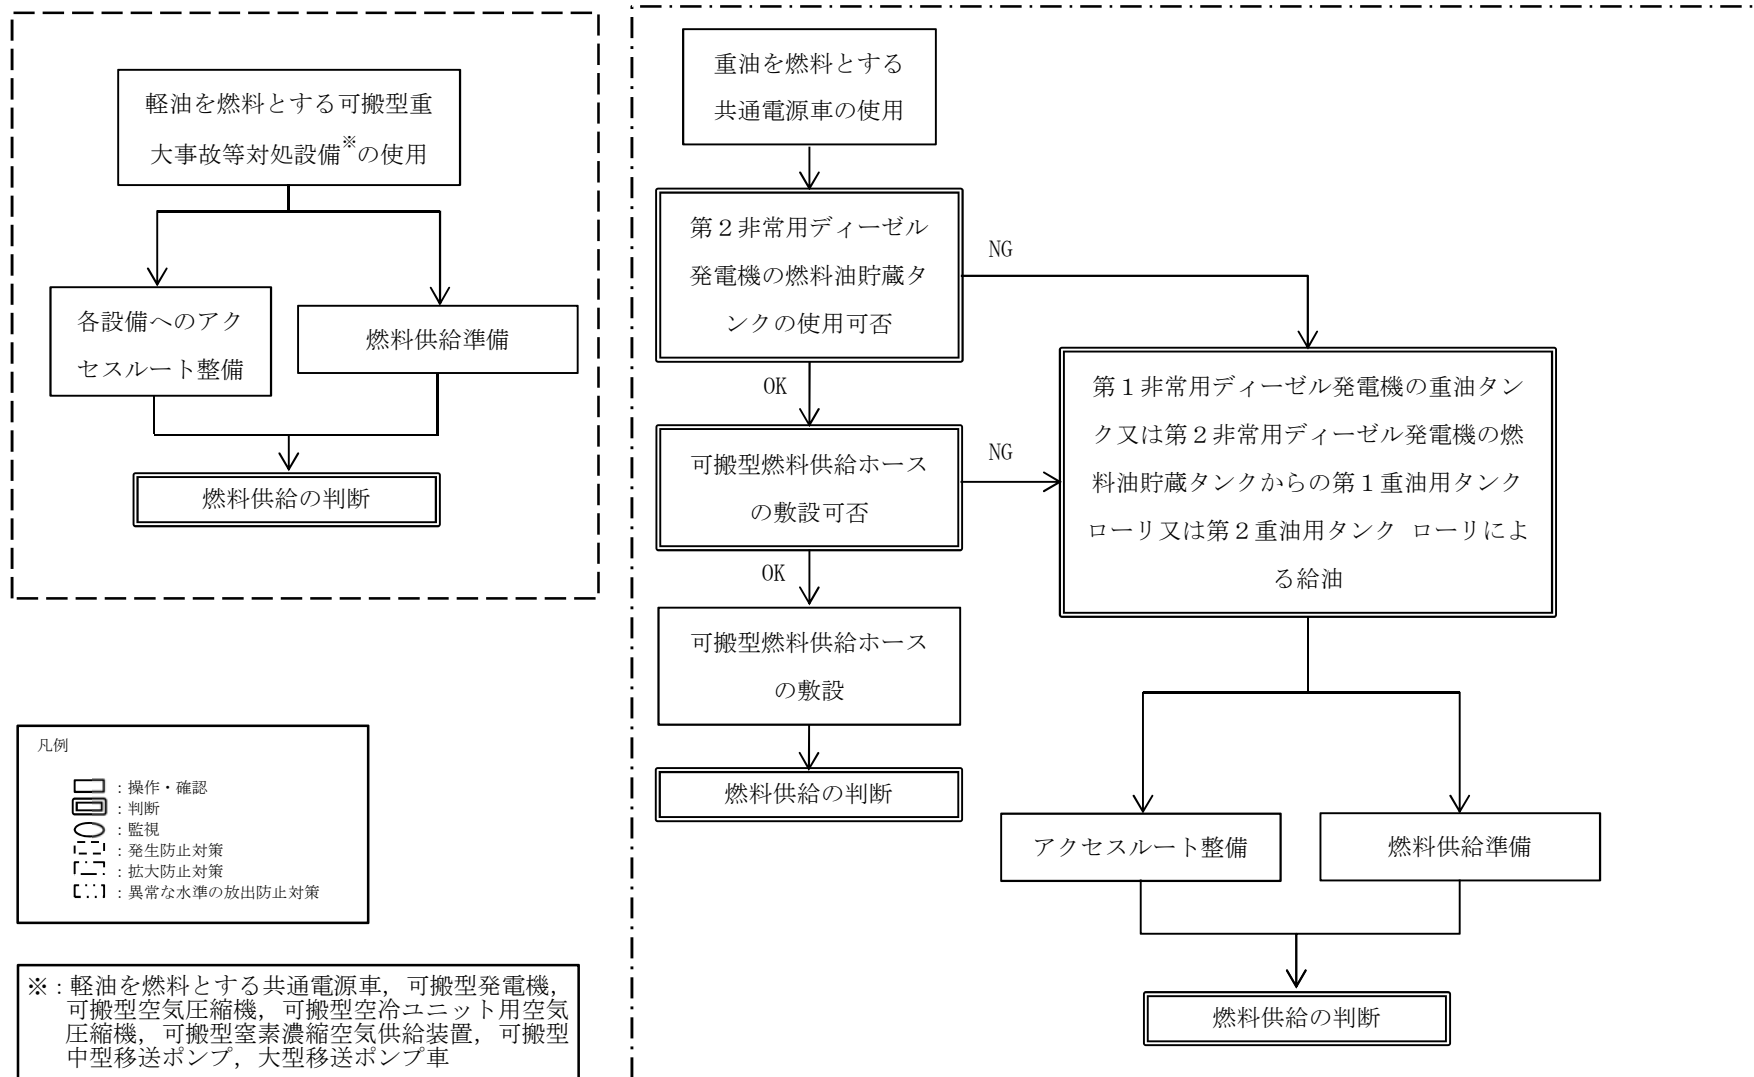 軽油を燃料とする可搬型重
大事故等対処設備※の使用
各設備へのアク
セスルート整備
燃料供給準備
燃料供給の判断
重油を燃料とする
共通電源車の使用
第2非常用ディーゼル
発電機の燃料油貯蔵タ
ンクの使用可否
NG
OK
可搬型燃料供給ホース
の敷設可否
NG
OK
可搬型燃料供給ホース
の敷設
燃料供給の判断
第1非常用ディーゼル発電機の重油タン
ク又は第2非常用ディーゼル発電機の燃
料油貯蔵タンクからの第1重油用タンク
ローリ又は第2重油用タンク ローリによ
る給油
アクセスルート整備
燃料供給準備
燃料供給の判断
凡例
:操作・確認
:判断
:監視
:発生防止対策
:拡大防止対策
:異常な水準の放出防止対策
※:軽油を燃料とする共通電源車,可搬型発電機,
可搬型空気圧縮機,可搬型空冷ユニット用空気
圧縮機,可搬型窒素濃縮空気供給装置,可搬型
中型移送ポンプ,大型移送ポンプ車